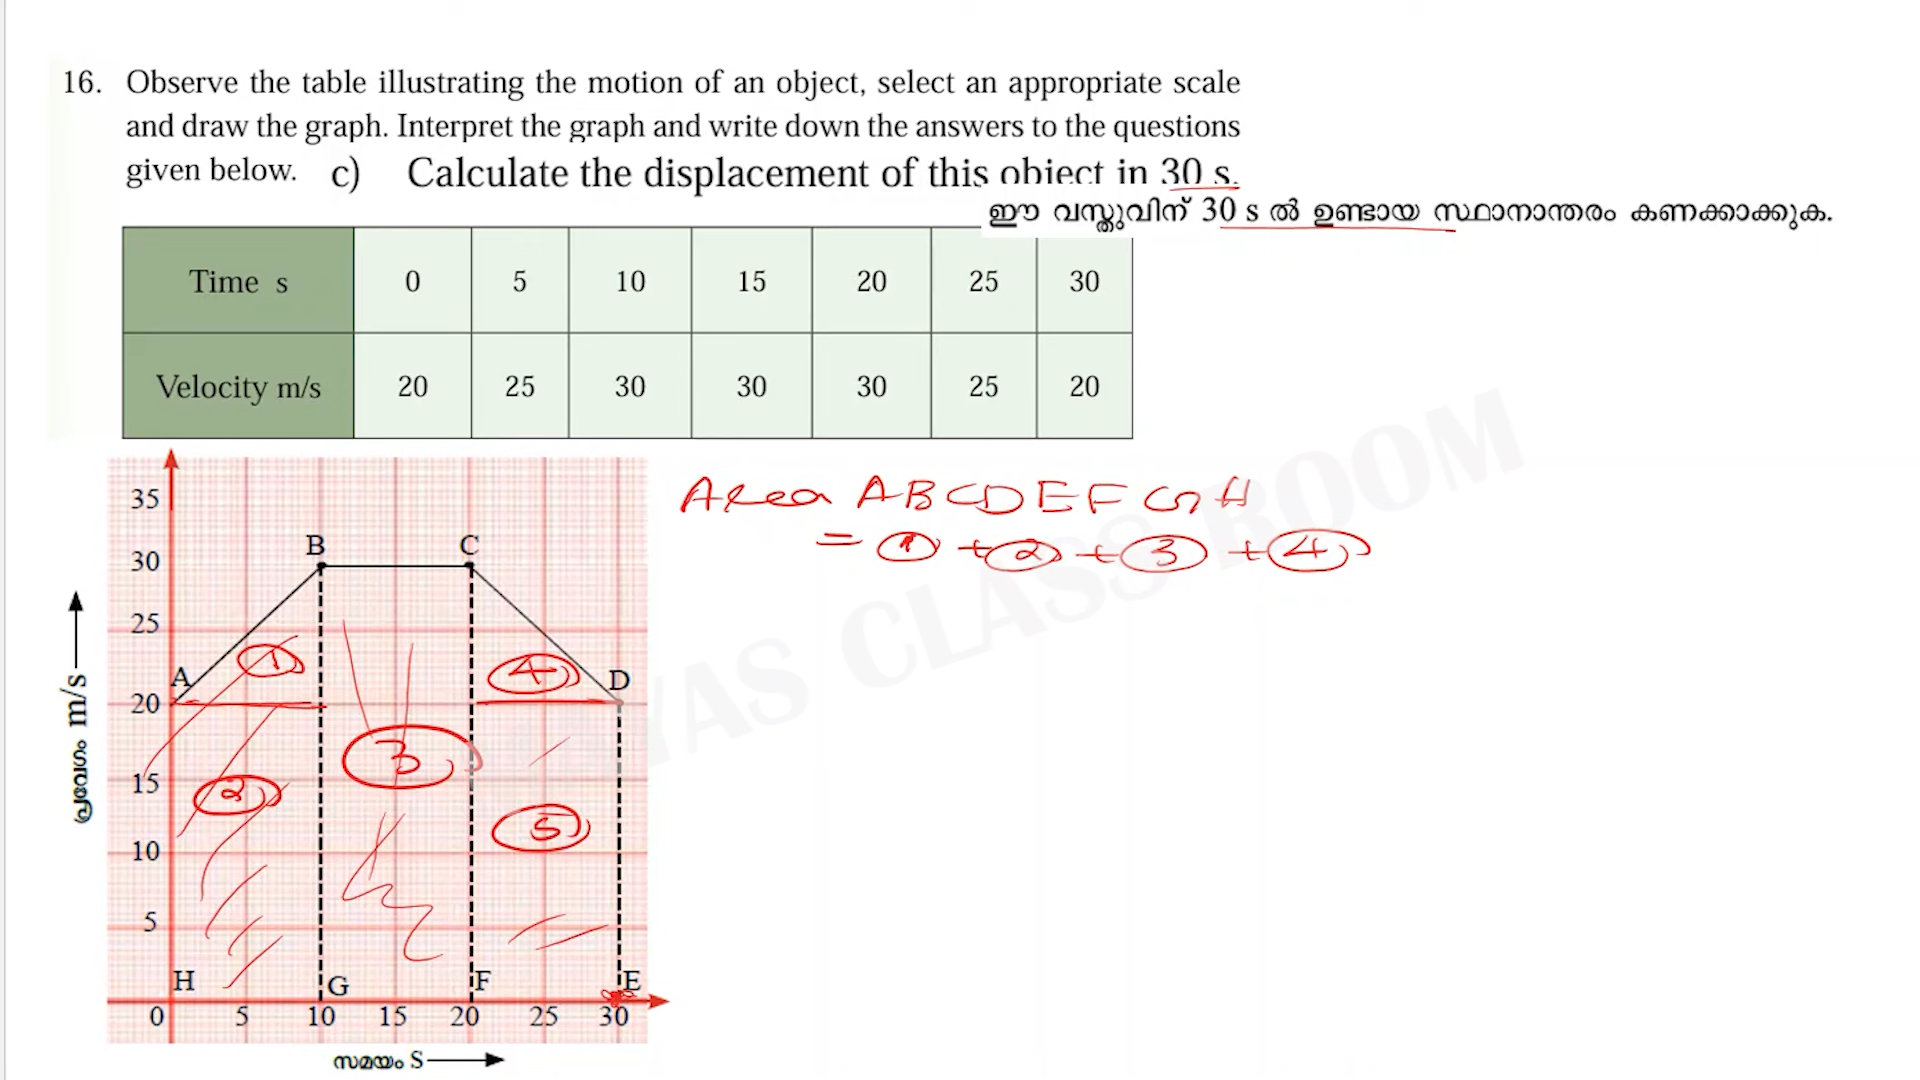 16. Observe the table illustrating the motion of an object, select an appropriate scale
and draw the graph. Interpret the graph and write down the answers to the questions
given below. c) Calculate the displacement of this object in 30 s.
ഈ വസ്തുവിന് 30 s ൽ ഉണ്ടായ സ്ഥാനാന്തരം കണക്കാക്കുക.
Time s 0 5 10 15 20 25 30
Velocity m/s 20 25 30 30 30 25 20
Area ABCDEFGH
= 1 + 2 + 3 + 4
YAS CLASS ROOM
പ്രവേഗം m/s
35
30
25
20
15
10
5
B C
A D
1 4
3
2
5
H G F E
0 5 10 15 20 25 30
സമയം S